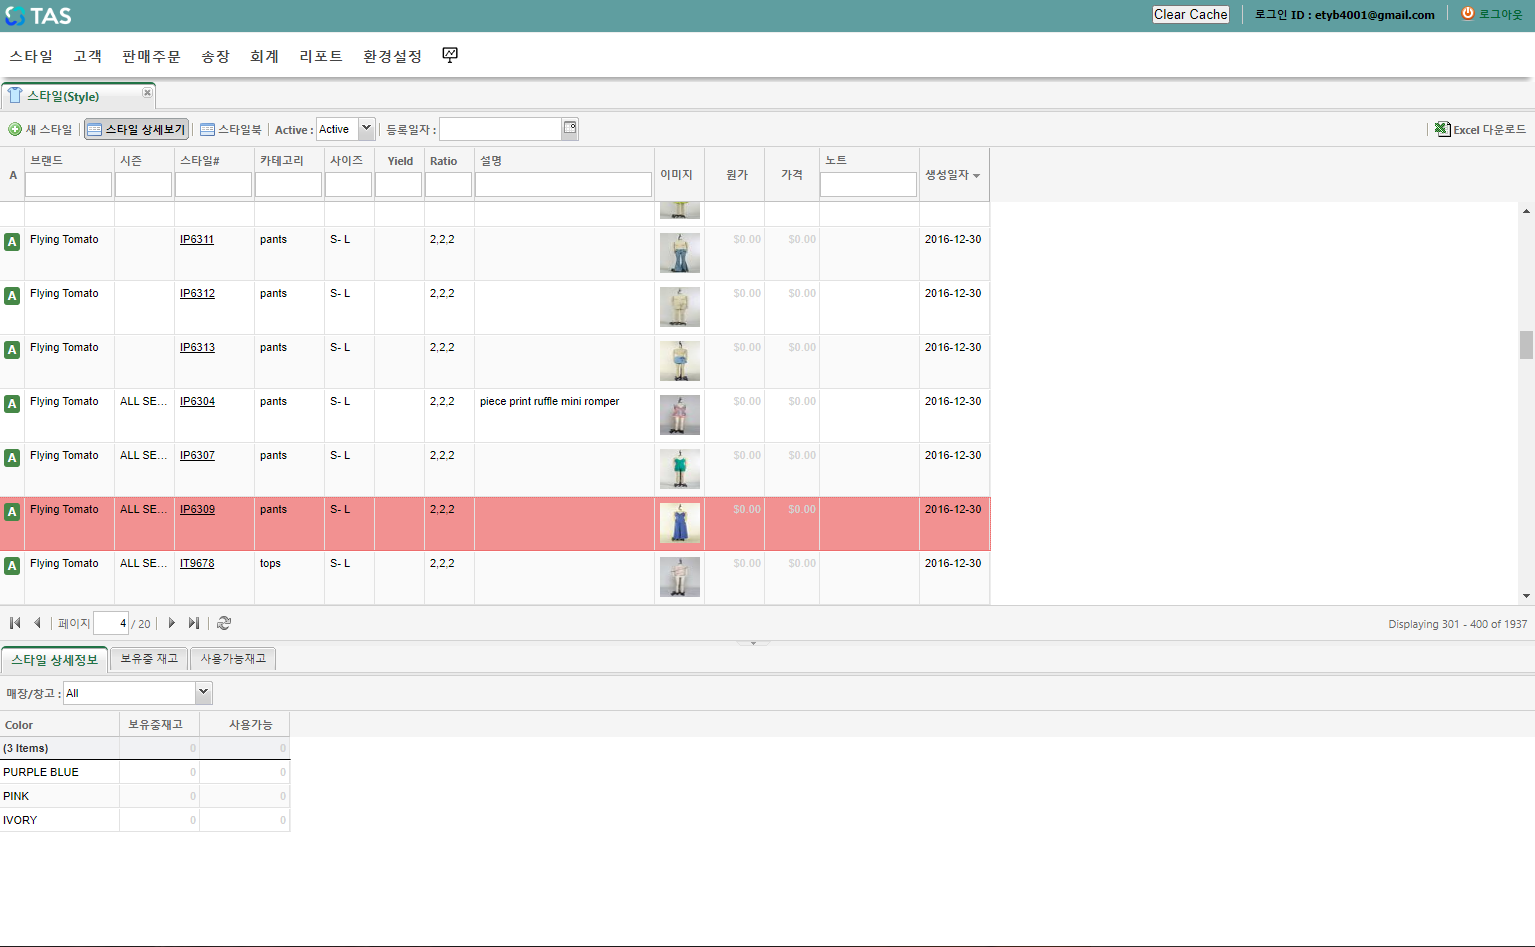 TAS
Clear Cache
로그인 ID : etyb4001@gmail.com
로그아웃
스타일 고객 판매주문 송장 회계 리포트 환경설정
스타일(Style)
새 스타일 스타일 상세보기 스타일북 Active : Active 등록일자 : Excel 다운로드
A 브랜드 시즌 스타일# 카테고리 사이즈 Yield Ratio 설명 이미지 원가 가격 노트 생성일자
A Flying Tomato IP6311 pants S- L 2,2,2 $0.00 $0.00 2016-12-30
A Flying Tomato IP6312 pants S- L 2,2,2 $0.00 $0.00 2016-12-30
A Flying Tomato IP6313 pants S- L 2,2,2 $0.00 $0.00 2016-12-30
A Flying Tomato ALL SE... IP6304 pants S- L 2,2,2 piece print ruffle mini romper $0.00 $0.00 2016-12-30
A Flying Tomato ALL SE... IP6307 pants S- L 2,2,2 $0.00 $0.00 2016-12-30
A Flying Tomato ALL SE... IP6309 pants S- L 2,2,2 $0.00 $0.00 2016-12-30
A Flying Tomato ALL SE... IT9678 tops S- L 2,2,2 $0.00 $0.00 2016-12-30
페이지 4 / 20 Displaying 301 - 400 of 1937
스타일 상세정보 보유중 재고 사용가능재고
매장/창고 : All
Color 보유중재고 사용가능
(3 Items) 0 0
PURPLE BLUE 0 0
PINK 0 0
IVORY 0 0